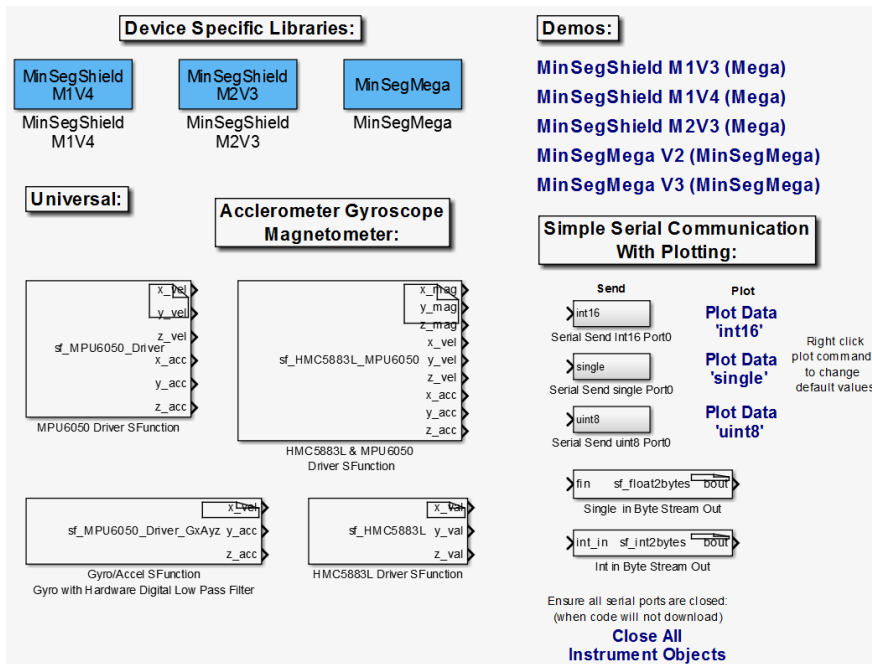 Device Specific Libraries:
MinSegShield
M1V4
MinSegShield
M1V4
MinSegShield
M2V3
MinSegShield
M2V3
MinSegMega
MinSegMega
Demos:
MinSegShield M1V3 (Mega)
MinSegShield M1V4 (Mega)
MinSegShield M2V3 (Mega)
MinSegMega V2 (MinSegMega)
MinSegMega V3 (MinSegMega)
Universal:
Acclerometer Gyroscope
Magnetometer:
x_vel
y_vel
z_vel
sf_MPU6050_Driver
x_acc
y_acc
z_acc
MPU6050 Driver SFunction
x_mag
y_mag
z_mag
x_vel
sf_HMC5883L_MPU6050 y_vel
z_vel
x_acc
y_acc
z_acc
HMC5883L & MPU6050
Driver SFunction
x_vel
sf_MPU6050_Driver_GxAyz y_acc
z_acc
Gyro/Accel SFunction
Gyro with Hardware Digital Low Pass Filter
x_val
sf_HMC5883L y_val
z_val
HMC5883L Driver SFunction
Simple Serial Communication
With Plotting:
Send
Plot
int16
Serial Send Int16 Port0
Plot Data
'int16'
single
Serial Send single Port0
Plot Data
'single'
uint8
Serial Send uint8 Port0
Plot Data
'uint8'
Right click
plot command
to change
default values
fin sf_float2bytes bout
Single in Byte Stream Out
int_in sf_int2bytes bout
Int in Byte Stream Out
Ensure all serial ports are closed:
(when code will not download)
Close All
Instrument Objects